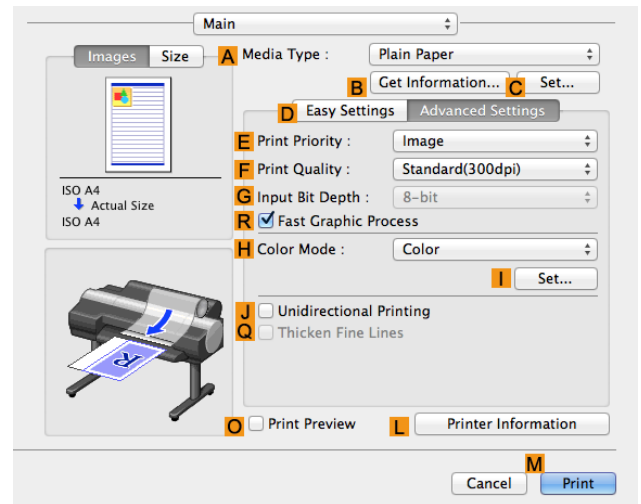 Main
Images Size A Media Type : Plain Paper
B Get Information... C Set...
D Easy Settings Advanced Settings
E Print Priority : Image
F Print Quality : Standard(300dpi)
G Input Bit Depth : 8-bit
R Fast Graphic Process
H Color Mode : Color
I Set...
J Unidirectional Printing
Q Thicken Fine Lines
ISO A4
Actual Size
ISO A4
R
O Print Preview L Printer Information
M
Cancel Print